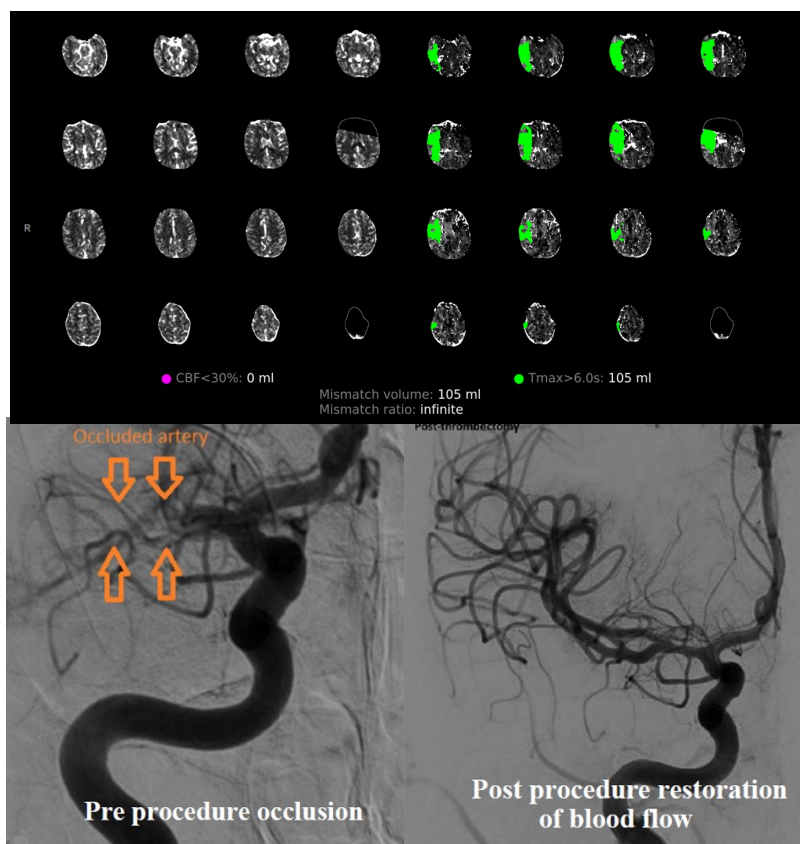 R
CBF<30%: 0 ml
Tmax>6.0s: 105 ml
Mismatch volume: 105 ml
Mismatch ratio: infinite
Occluded artery
Post-thrombectomy
Pre procedure occlusion
Post procedure restoration
of blood flow